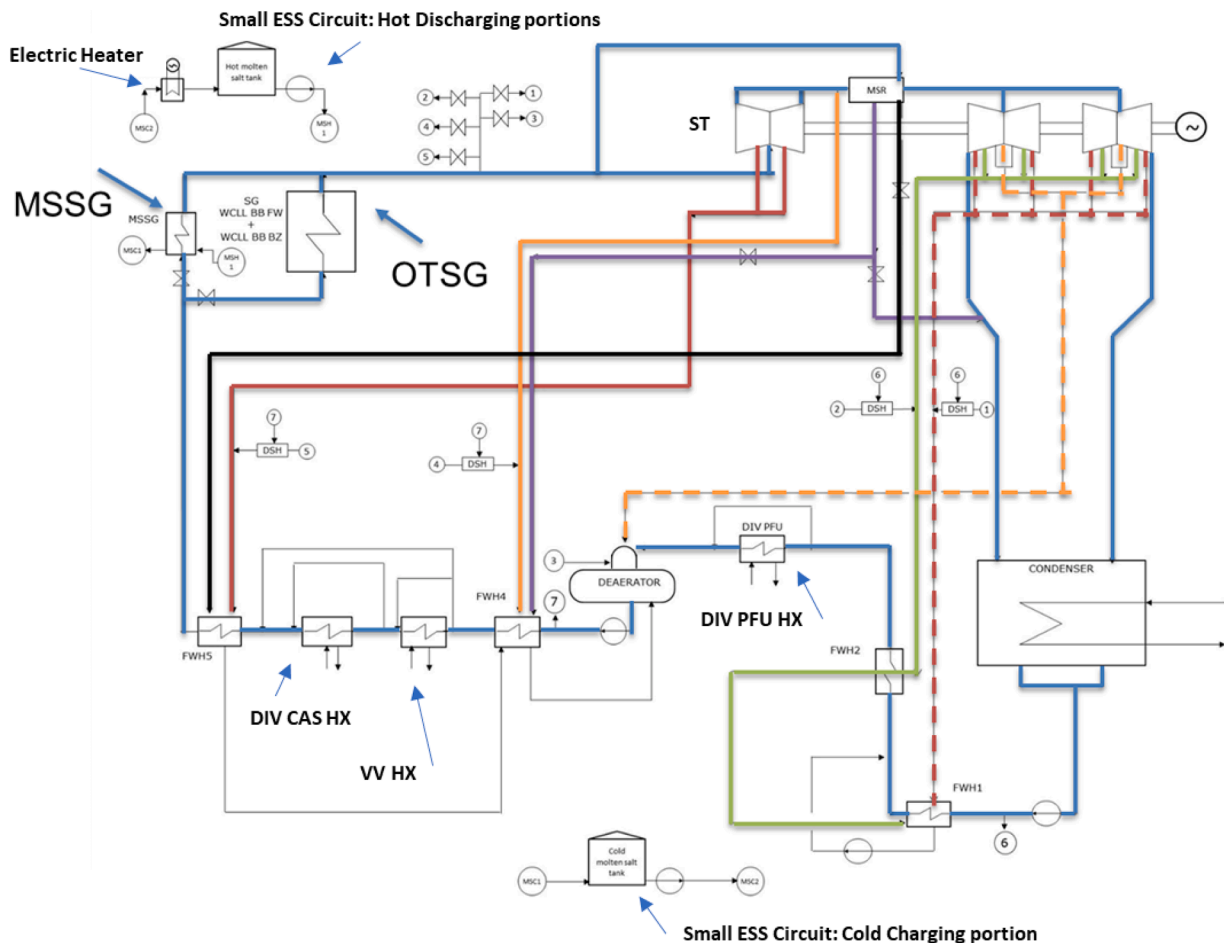 Small ESS Circuit: Hot Discharging portions
Electric Heater
Hot molten
salt tank
MSC2
MSH
1
2
1
4
3
5
MSR
ST
MSSG
MSSG
MSC1
MSH
1
SG
WCLL BB FW
+
WCLL BB BZ
OTSG
6
6
2
DSH
DSH
1
7
DSH
5
7
4
DSH
DIV PFU
3
DEAERATOR
CONDENSER
FWH4
7
DIV PFU HX
FWH2
FWH5
DIV CAS HX
VV HX
FWH1
6
Cold
molten salt
tank
MSC1
MSC2
Small ESS Circuit: Cold Charging portion